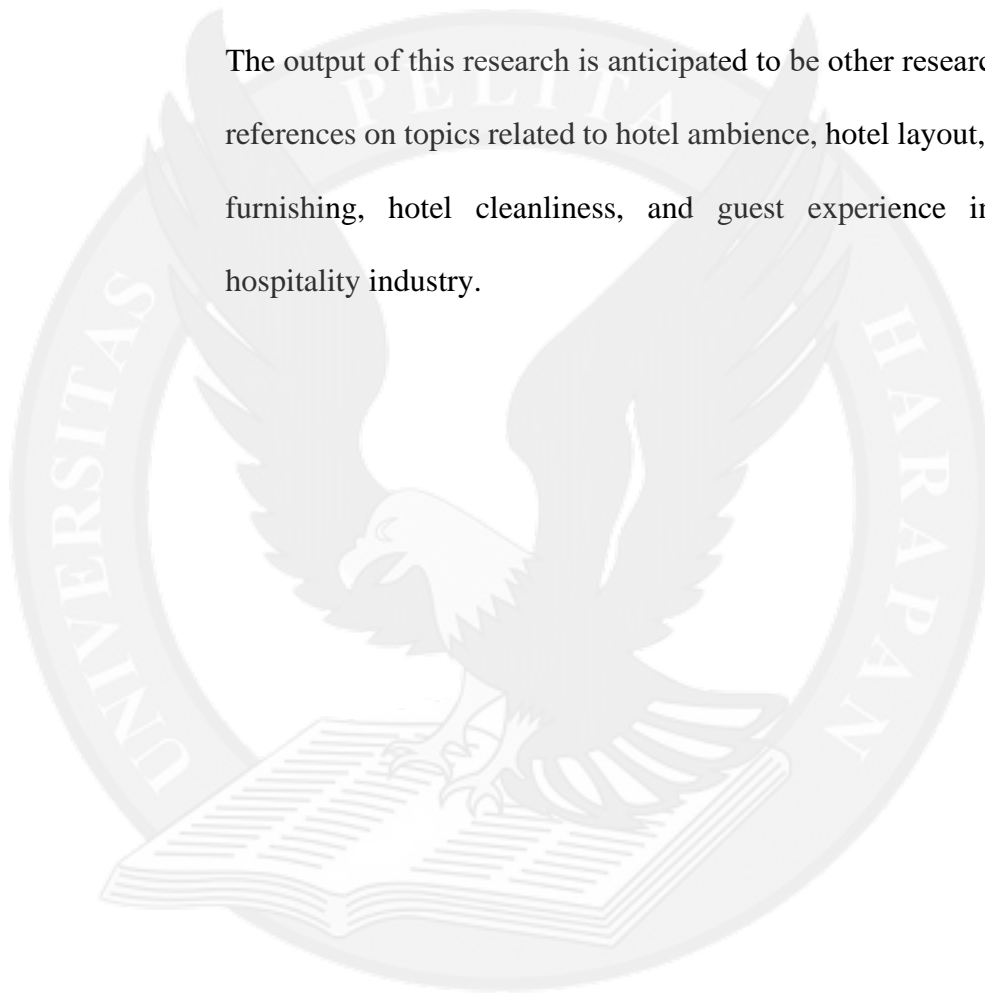 The output of this research is anticipated to be other
references on topics related to hotel ambience, hotel layout,
furnishing, hotel cleanliness, and guest experience
hospitality industry.
UNIVERSITAS
PELITA
HARAPAN